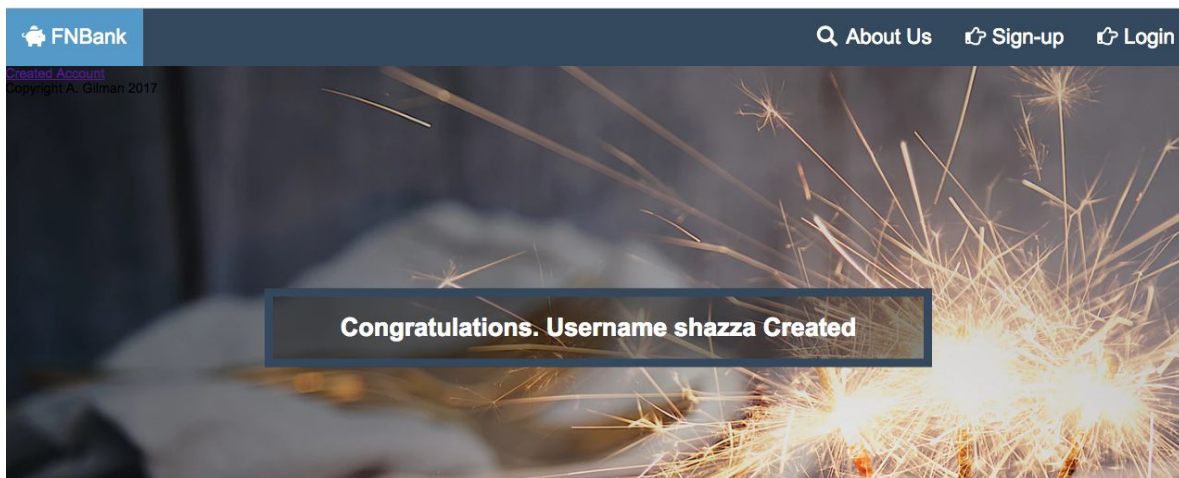 FNBank
About Us
Sign-up
Login
Created Account
Copyright A. Gilman 2017
Congratulations. Username shazza Created